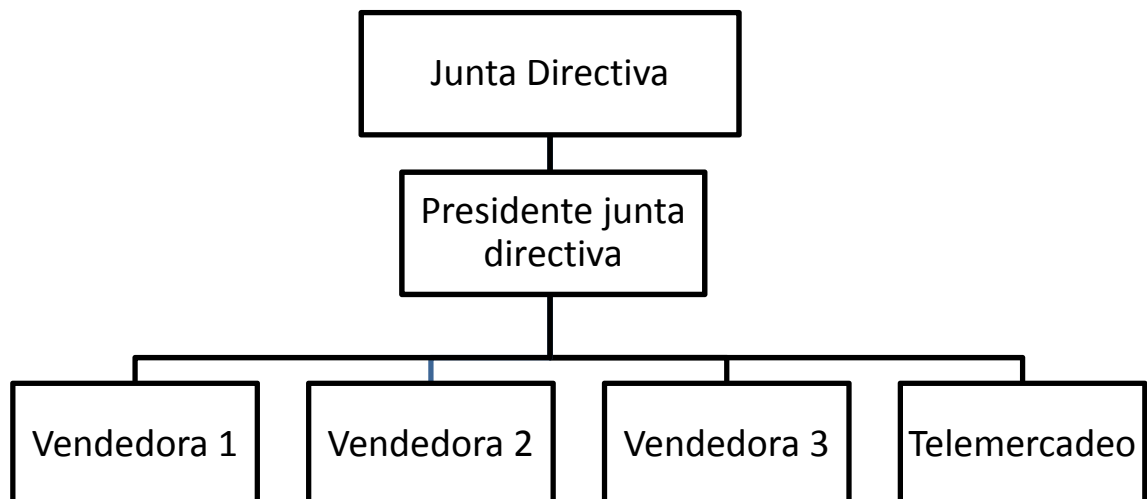 Junta Directiva
Presidente junta
directiva
Vendedora 1
Vendedora 2
Vendedora 3
Telemercadeo